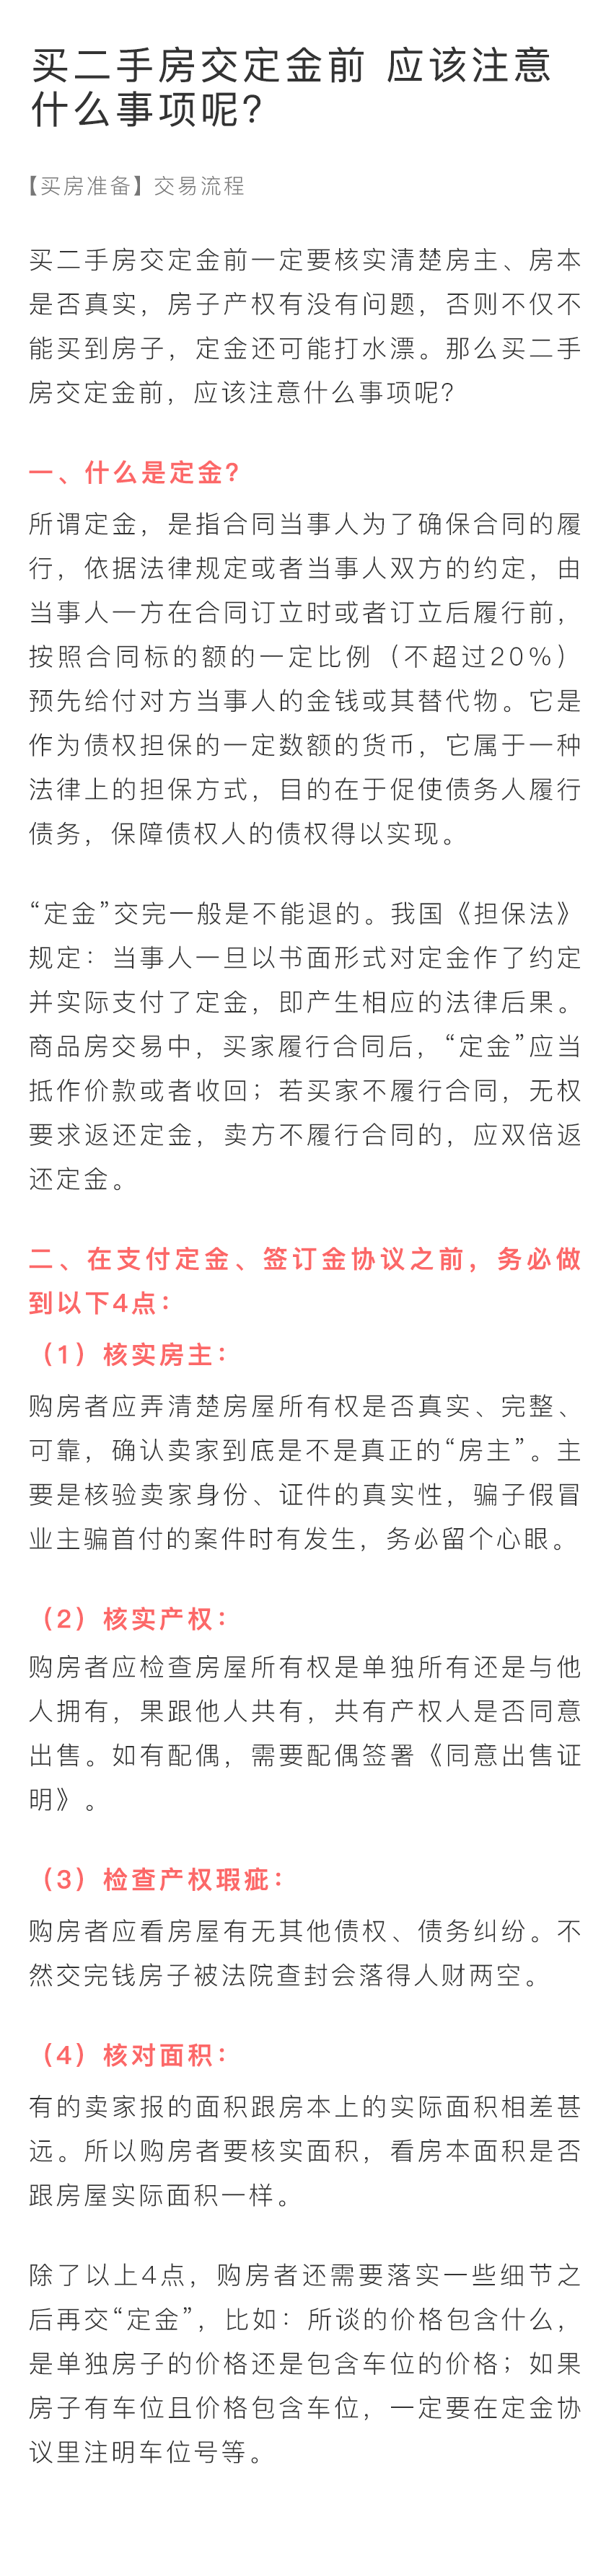 买二手房交定金前 应该注意
什么事项呢？
【买房准备】交易流程
买二手房交定金前一定要核实清楚房主、房本
是否真实，房子产权有没有问题，否则不仅不
能买到房子，定金还可能打水漂。那么买二手
房交定金前，应该注意什么事项呢？
一、什么是定金？
所谓定金，是指合同当事人为了确保合同的履
行，依据法律规定或者当事人双方的约定，由
当事人一方在合同订立时或者订立后履行前，
按照合同标的额的一定比例（不超过20%）
预先给付对方当事人的金钱或其替代物。它是
作为债权担保的一定数额的货币，它属于一种
法律上的担保方式，目的在于促使债务人履行
债务，保障债权人的债权得以实现。
“定金”交完一般是不能退的。我国《担保法》
规定：当事人一旦以书面形式对定金作了约定
并实际支付了定金，即产生相应的法律后果。
商品房交易中，买家履行合同后，“定金”应当
抵作价款或者收回；若买家不履行合同，无权
要求返还定金，卖方不履行合同的，应双倍返
还定金。
二、在支付定金、签订金协议之前，务必做
到以下4点：
（1）核实房主：
购房者应弄清楚房屋所有权是否真实、完整、
可靠，确认卖家到底是不是真正的“房主”。主
要是核验卖家身份、证件的真实性，骗子假冒
业主骗首付的案件时有发生，务必留个心眼。
（2）核实产权：
购房者应检查房屋所有权是单独所有还是与他
人拥有，果跟他人共有，共有产权人是否同意
出售。如有配偶，需要配偶签署《同意出售证
明》。
（3）检查产权瑕疵：
购房者应看房屋有无其他债权、债务纠纷。不
然交完钱房子被法院查封会落得人财两空。
（4）核对面积：
有的卖家报的面积跟房本上的实际面积相差甚
远。所以购房者要核实面积，看房本面积是否
跟房屋实际面积一样。
除了以上4点，购房者还需要落实一些细节之
后再交“定金”，比如：所谈的价格包含什么，
是单独房子的价格还是包含车位的价格；如果
房子有车位且价格包含车位，一定要在定金协
议里注明车位号等。